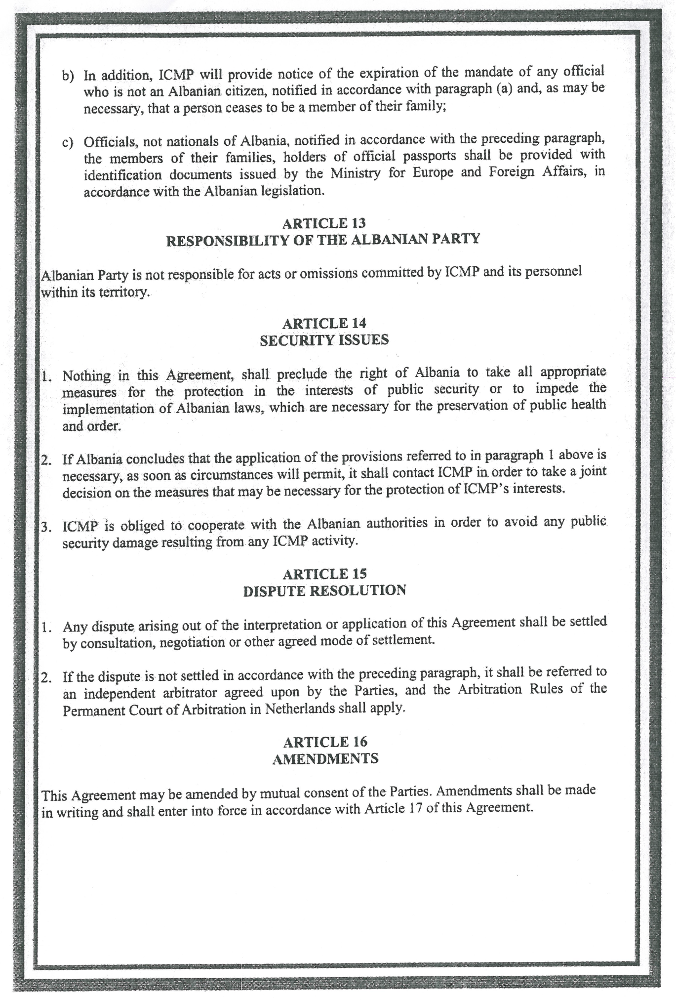 b) In addition, ICMP will provide notice of the expiration of the mandate of any official
who is not an Albanian citizen, notified in accordance with paragraph (a) and, as may be
necessary, that a person ceases to be a member of their family;
c) Officials, not nationals of Albania, notified in accordance with the preceding paragraph,
the members of their families, holders of official passports shall be provided with
identification documents issued by the Ministry for Europe and Foreign Affairs, in
accordance with the Albanian legislation.
ARTICLE 13
RESPONSIBILITY OF THE ALBANIAN PARTY
Albanian Party is not responsible for acts or omissions committed by ICMP and its personnel
within its territory.
ARTICLE 14
SECURITY ISSUES
1. Nothing in this Agreement, shall preclude the right of Albania to take all appropriate
measures for the protection in the interests of public security or to impede the
implementation of Albanian laws, which are necessary for the preservation of public health
and order.
2. If Albania concludes that the application of the provisions referred to in paragraph 1 above is
necessary, as soon as circumstances will permit, it shall contact ICMP in order to take a joint
decision on the measures that may be necessary for the protection of ICMP's interests.
3. ICMP is obliged to cooperate with the Albanian authorities in order to avoid any public
security damage resulting from any ICMP activity.
ARTICLE 15
DISPUTE RESOLUTION
1. Any dispute arising out of the interpretation or application of this Agreement shall be settled
by consultation, negotiation or other agreed mode of settlement.
2. If the dispute is not settled in accordance with the preceding paragraph, it shall be referred to
an independent arbitrator agreed upon by the Parties, and the Arbitration Rules of the
Permanent Court of Arbitration in Netherlands shall apply.
ARTICLE 16
AMENDMENTS
This Agreement may be amended by mutual consent of the Parties. Amendments shall be made
in writing and shall enter into force in accordance with Article 17 of this Agreement.